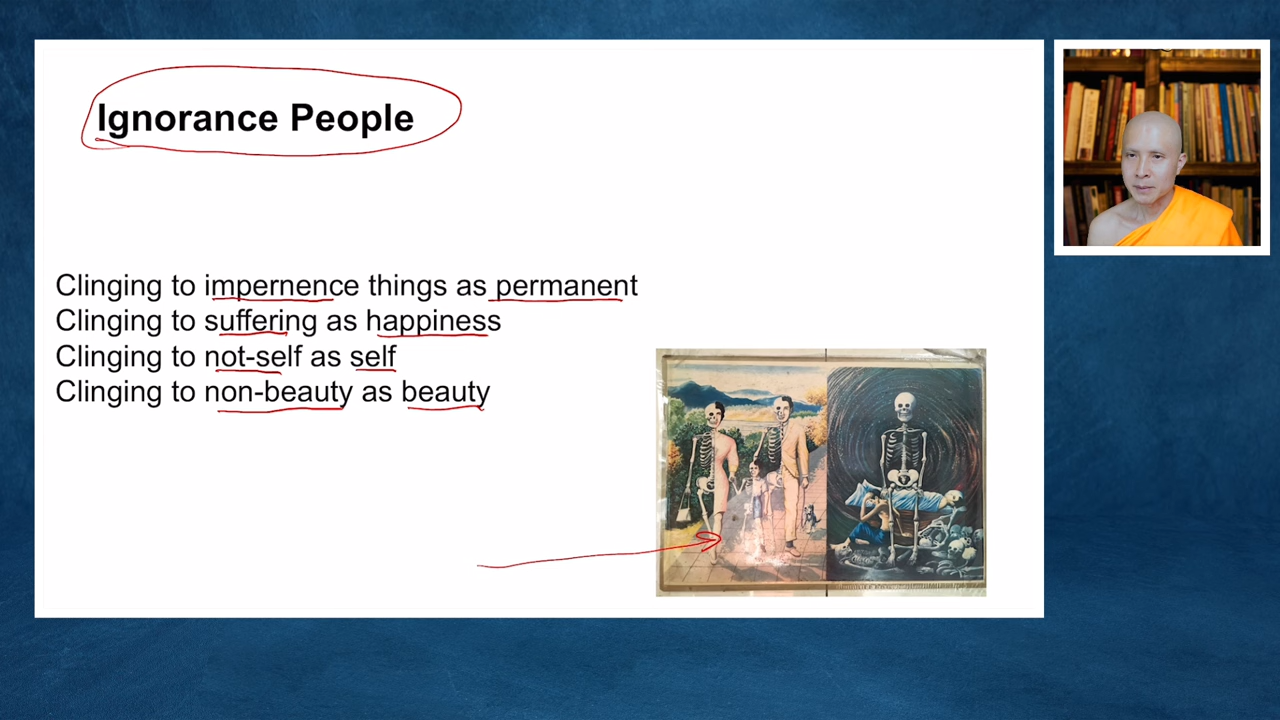 Ignorance People
Clinging to impernence things as permanent
Clinging to suffering as happiness
Clinging to not-self as self
Clinging to non-beauty as beauty